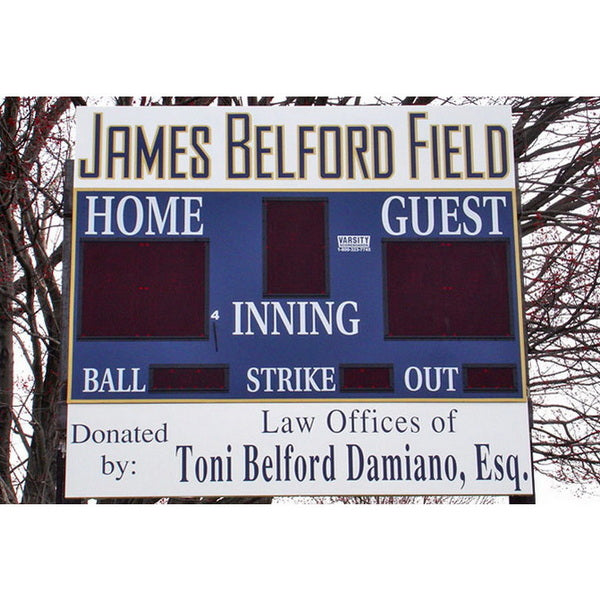 JAMES BELFORD FIELD
HOME GUEST
VARSITY
4
INNING
BALL STRIKE OUT
Donated by:
Law Offices of
Toni Belford Damiano, Esq.